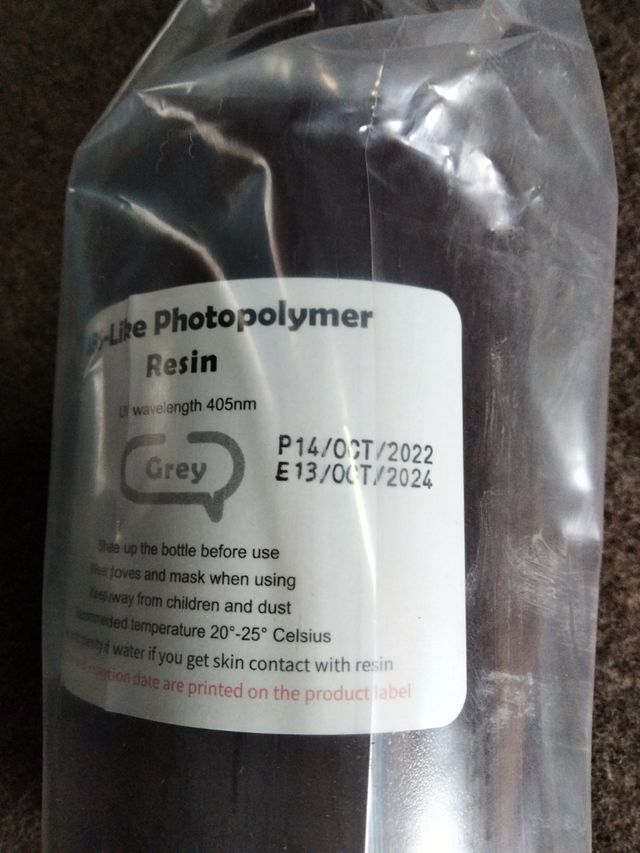 -Like Photopolymer
Resin
UV wavelength 405nm
Grey
P14/OCT/2022
E13/OCT/2024
up the bottle before use
and mask when using
away from children and dust
temperature 20°-25° Celsius
of water if you get skin contact with resin
date are printed on the product label